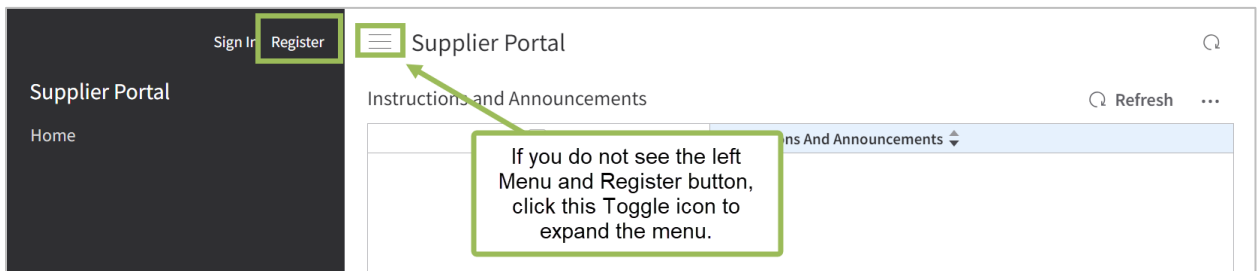 Sign In Register
Supplier Portal
Supplier Portal
Home
Instructions and Announcements
Refresh
And Announcements
If you do not see the left
Menu and Register button,
click this Toggle icon to
expand the menu.